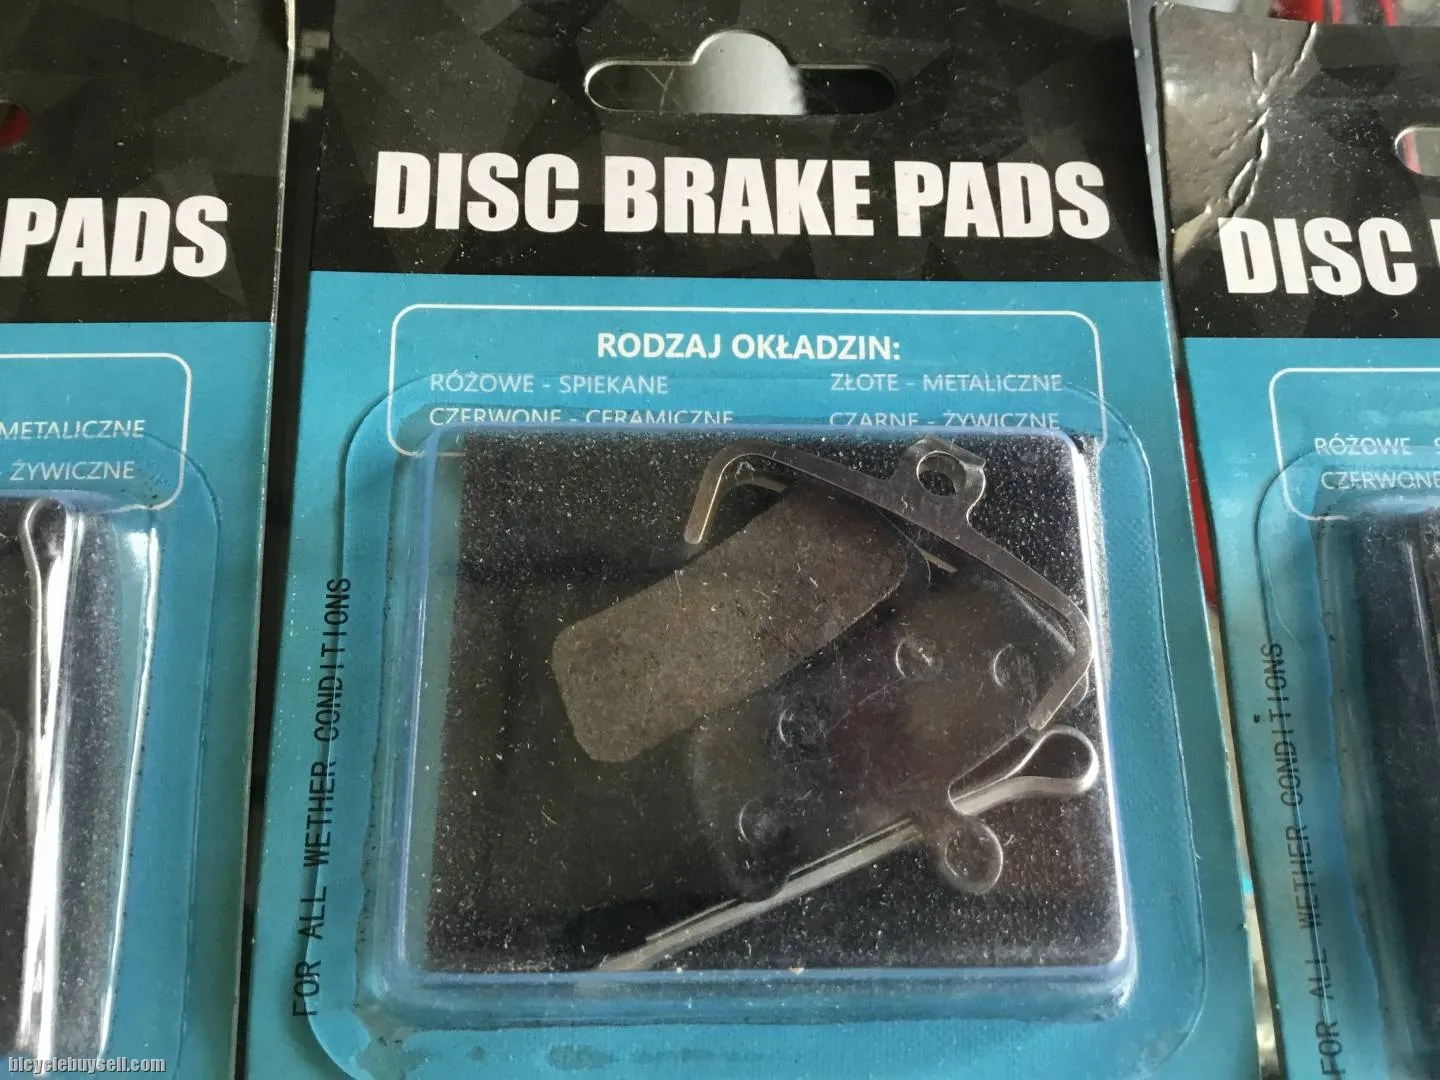 DISC BRAKE PADS
RODZAJ OKŁADZIN:
RÓŻOWE - SPIEKANE ZŁOTE - METALICZNE
CZERWONE - CERAMICZNE CZARNE - ŻYWICZNE
FOR ALL WETHER CONDITIONS
PADS
METALICZNE
- ŻYWICZNE
DISC
RÓŻOWE - S
CZERWONE
FOR ALL WETHER CONDITIONS
bicyclebuysell.com